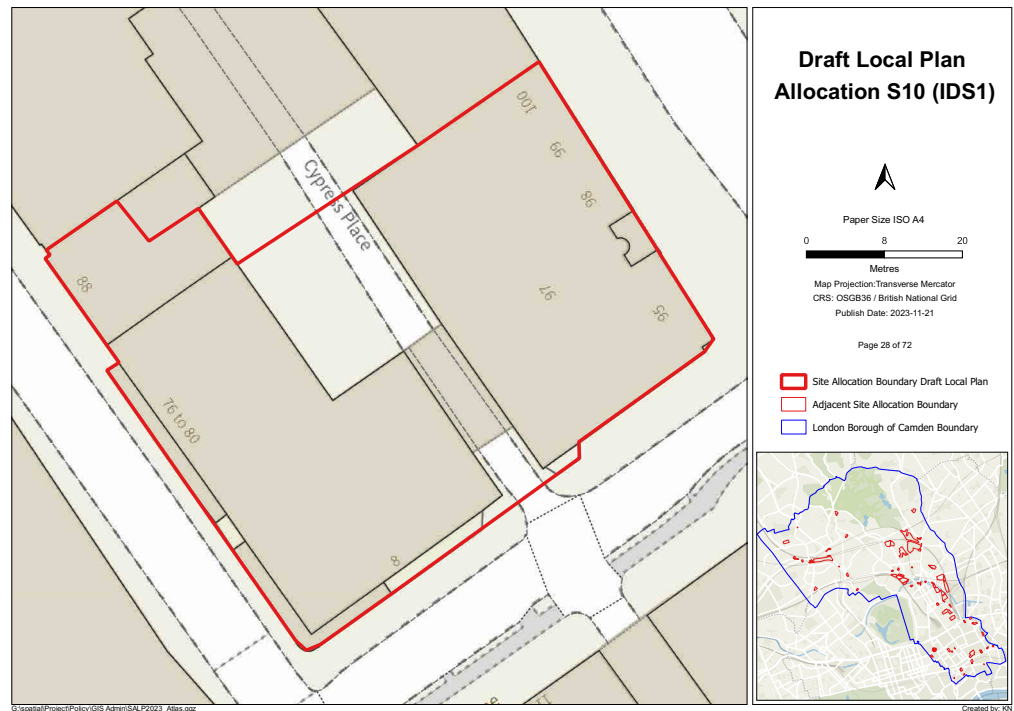 Draft Local Plan
Allocation S10 (IDS1)
Paper Size ISO A4
0 8 20
Metres
Map Projection:Transverse Mercator
CRS: OSGB36 / British National Grid
Publish Date: 2023-11-21
Page 28 of 72
Site Allocation Boundary Draft Local Plan
Adjacent Site Allocation Boundary
London Borough of Camden Boundary
100
99
98
Cypress Place
97
95
88
76 to 80
8
G:\spatial\Project\Policy\GIS Admin\SALP2023_Atlas.qgz
Created by: KN